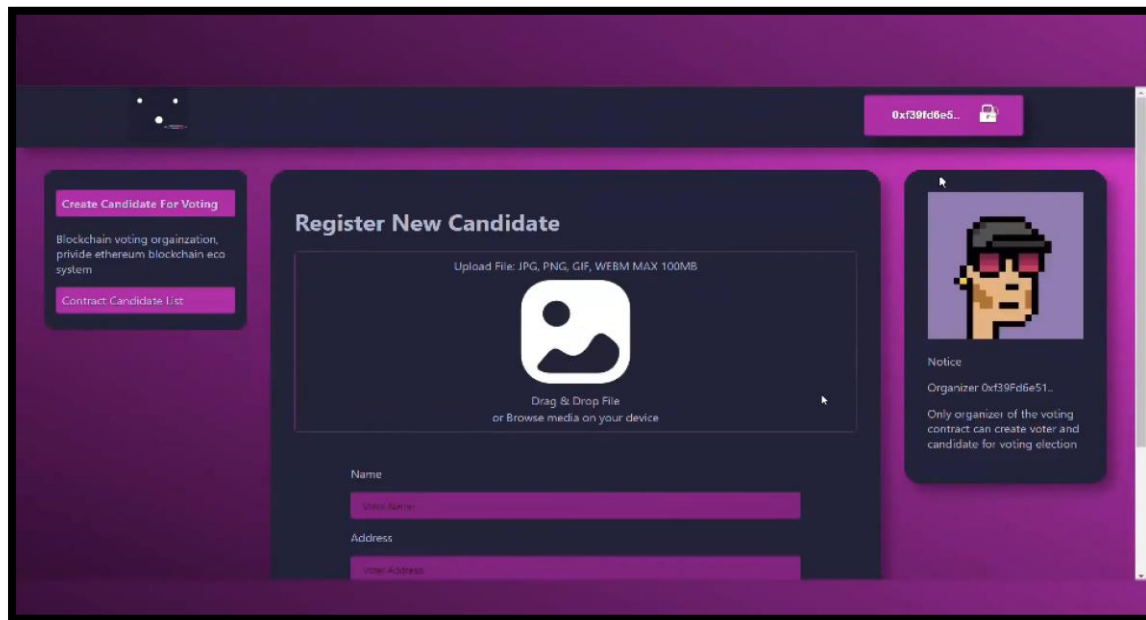 0xf39fd6e5..
Create Candidate For Voting
Blockchain voting orgainzation,
privide ethereum blockchain eco
system
Contract Candidate List
Register New Candidate
Upload File: JPG, PNG, GIF, WEBM MAX 100MB
Drag & Drop File
or Browse media on your device
Name
Voter Name
Address
Voter Address
Notice
Organizer 0xf39Fd6e51..
Only organizer of the voting
contract can create voter and
candidate for voting election